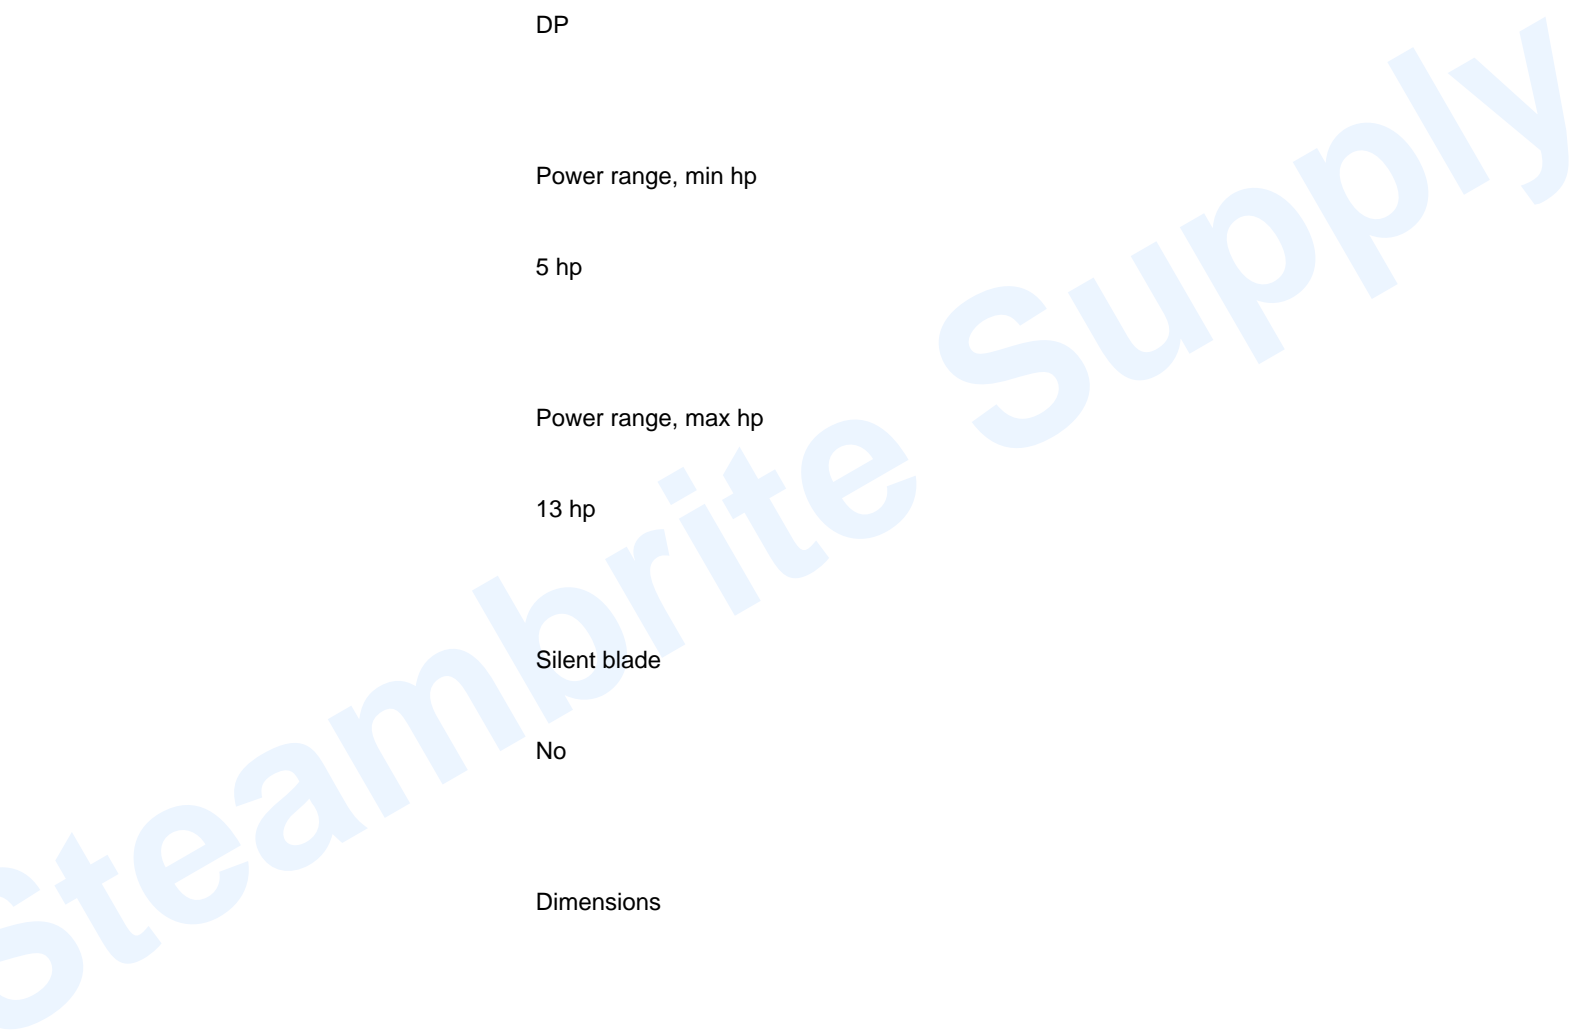 DP
Power range, min hp
5 hp
Power range, max hp
13 hp
Silent blade
No
Dimensions
Steambrite Supply